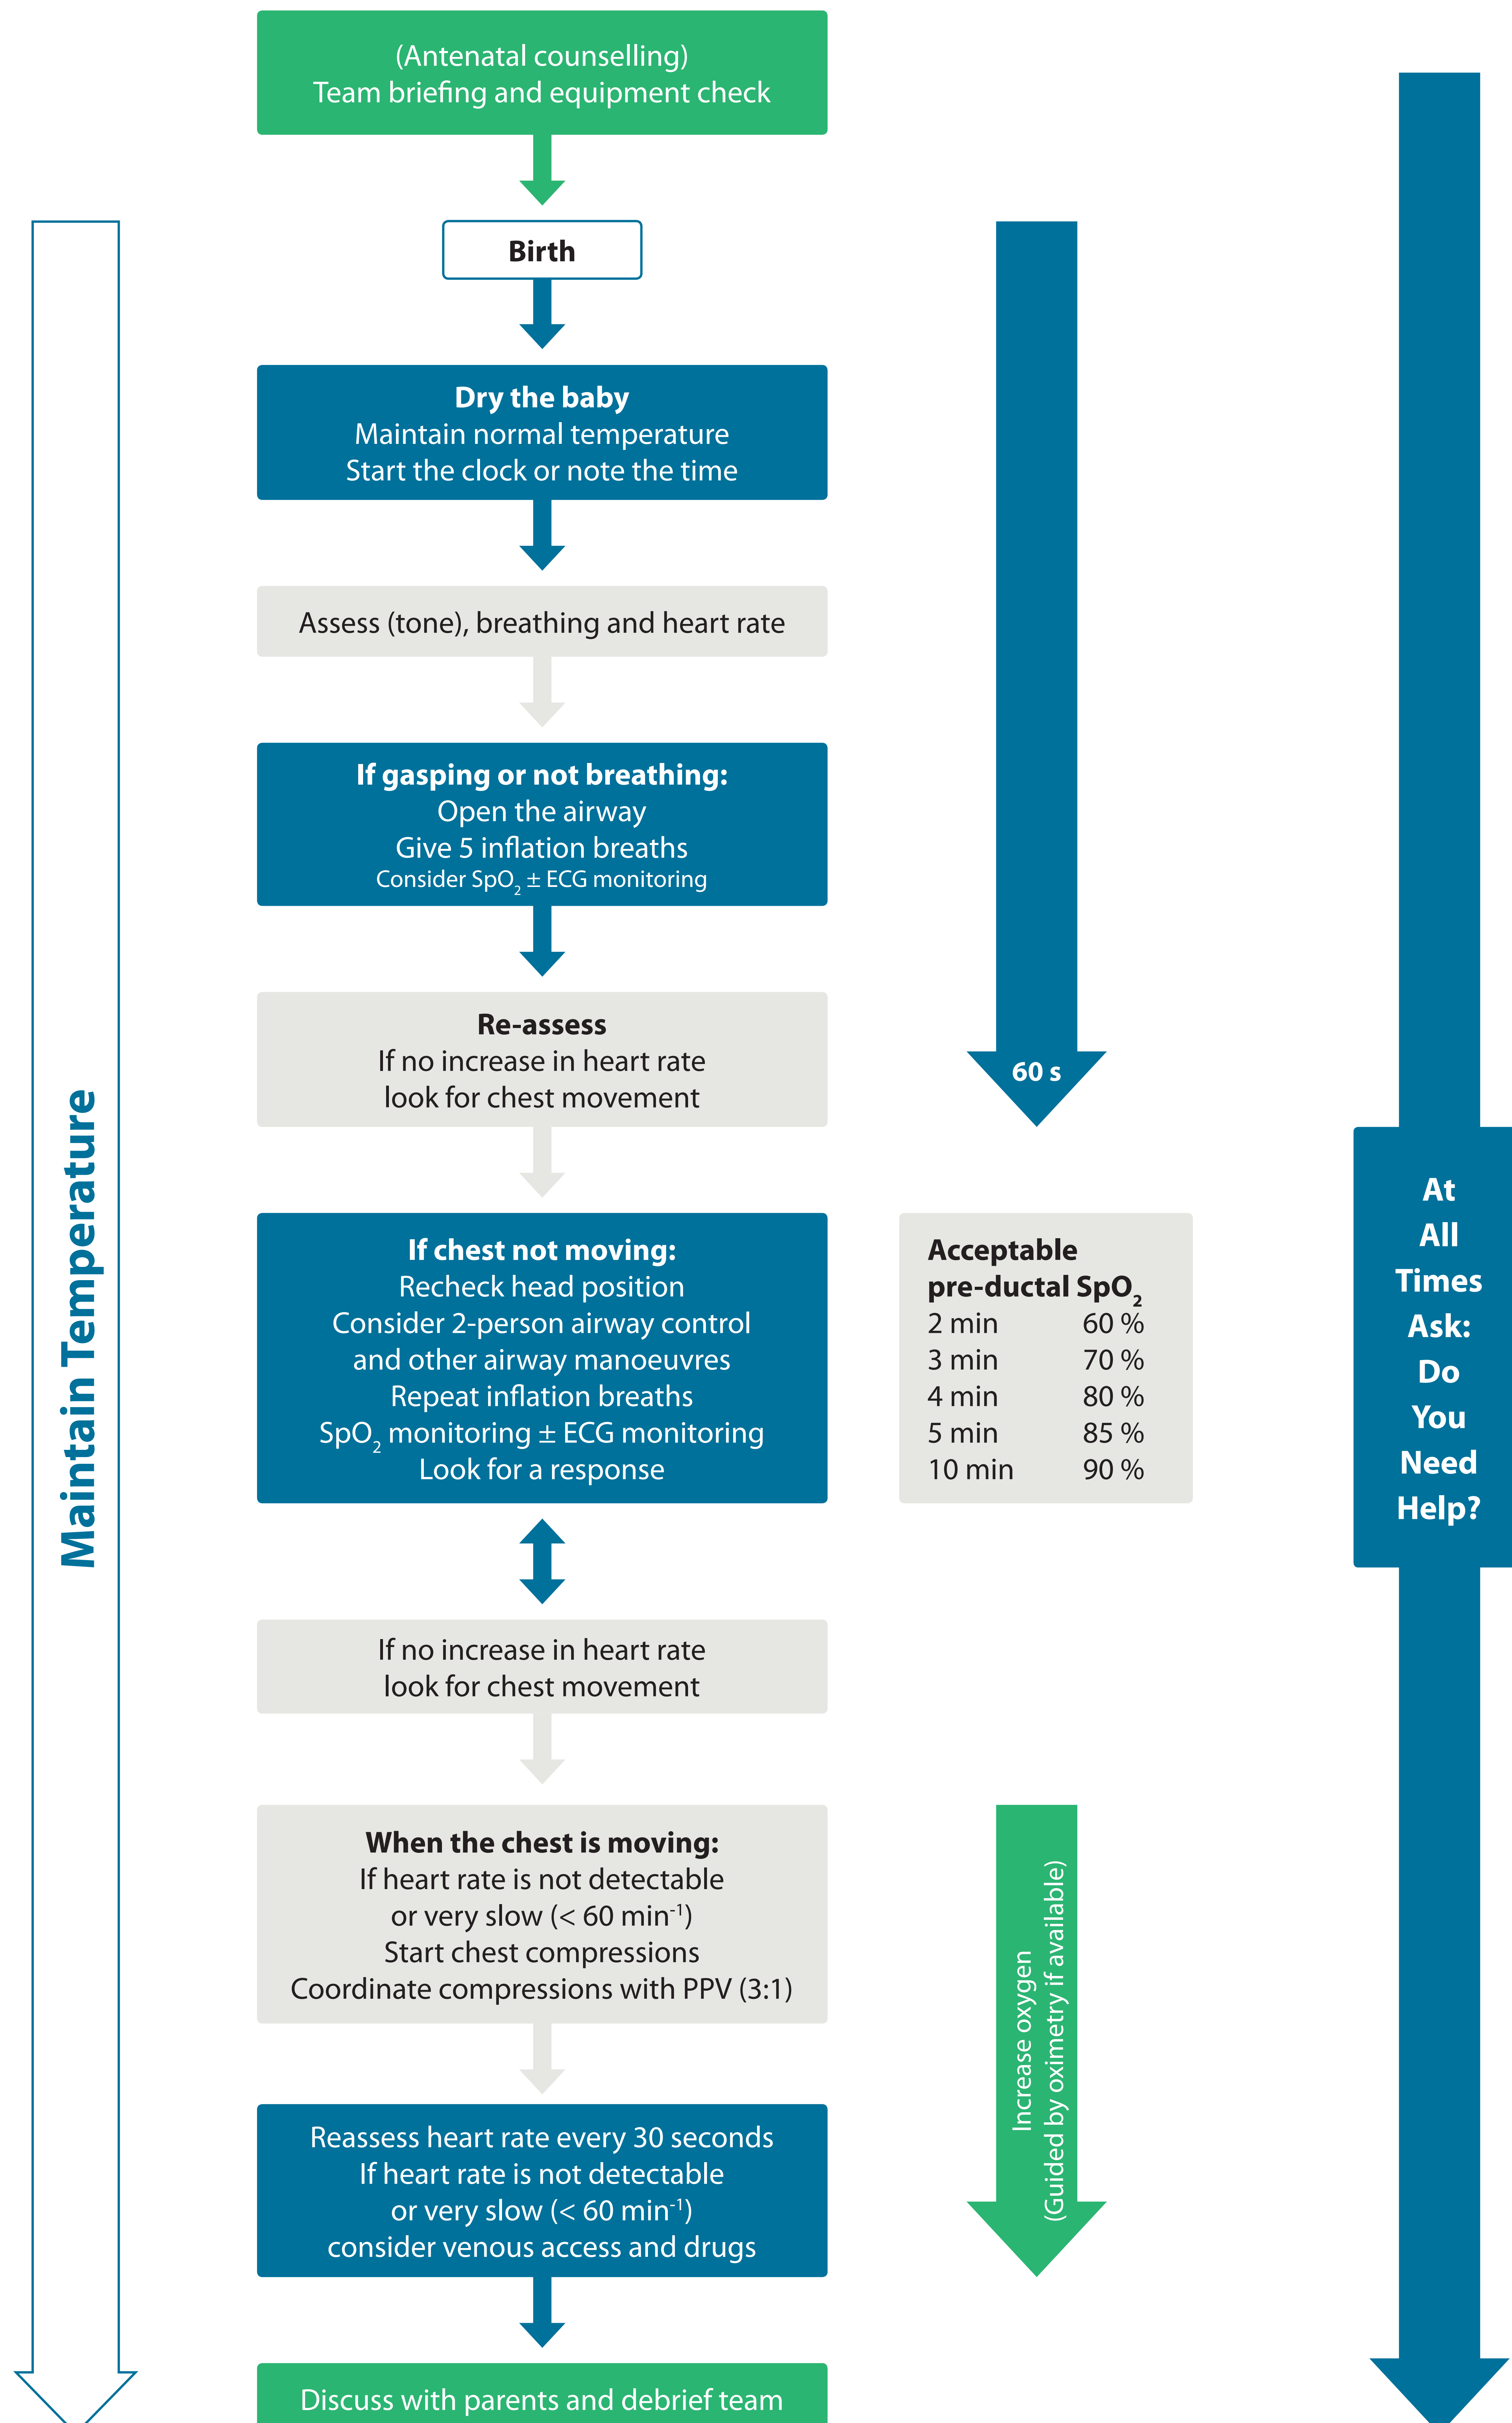 (Antenatal counselling)
Team briefing and equipment check
Birth
Dry the baby
Maintain normal temperature
Start the clock or note the time
Assess (tone), breathing and heart rate
If gasping or not breathing:
Open the airway
Give 5 inflation breaths
Consider SpO₂ ± ECG monitoring
Re-assess
If no increase in heart rate
look for chest movement
If chest not moving:
Recheck head position
Consider 2-person airway control
and other airway manoeuvres
Repeat inflation breaths
SpO₂ monitoring ± ECG monitoring
Look for a response
If no increase in heart rate
look for chest movement
When the chest is moving:
If heart rate is not detectable
or very slow (< 60 min⁻¹)
Start chest compressions
Coordinate compressions with PPV (3:1)
Reassess heart rate every 30 seconds
If heart rate is not detectable
or very slow (< 60 min⁻¹)
consider venous access and drugs
Discuss with parents and debrief team
Maintain Temperature
60 s
Acceptable
pre-ductal SpO₂
2 min 60 %
3 min 70 %
4 min 80 %
5 min 85 %
10 min 90 %
Increase oxygen
(Guided by oximetry if available)
At
All
Times
Ask:
Do
You
Need
Help?